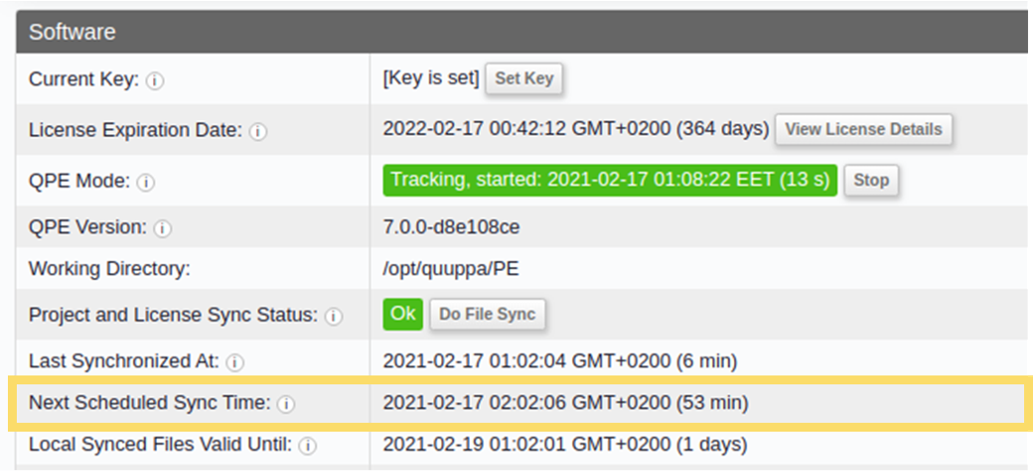 Software
Current Key: [Key is set] Set Key
License Expiration Date: 2022-02-17 00:42:12 GMT+0200 (364 days) View License Details
QPE Mode: Tracking, started: 2021-02-17 01:08:22 EET (13 s) Stop
QPE Version: 7.0.0-d8e108ce
Working Directory: /opt/quuppa/PE
Project and License Sync Status: Ok Do File Sync
Last Synchronized At: 2021-02-17 01:02:04 GMT+0200 (6 min)
Next Scheduled Sync Time: 2021-02-17 02:02:06 GMT+0200 (53 min)
Local Synced Files Valid Until: 2021-02-19 01:02:01 GMT+0200 (1 days)